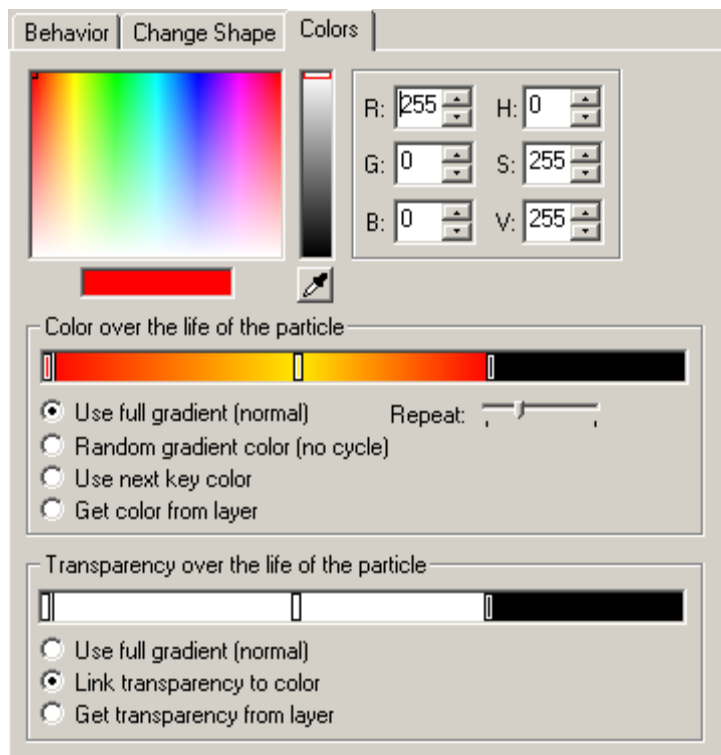 Behavior Change Shape Colors
R: 255 H: 0
G: 0 S: 255
B: 0 V: 255
Color over the life of the particle
Use full gradient (normal) Repeat:
Random gradient color (no cycle)
Use next key color
Get color from layer
Transparency over the life of the particle
Use full gradient (normal)
Link transparency to color
Get transparency from layer